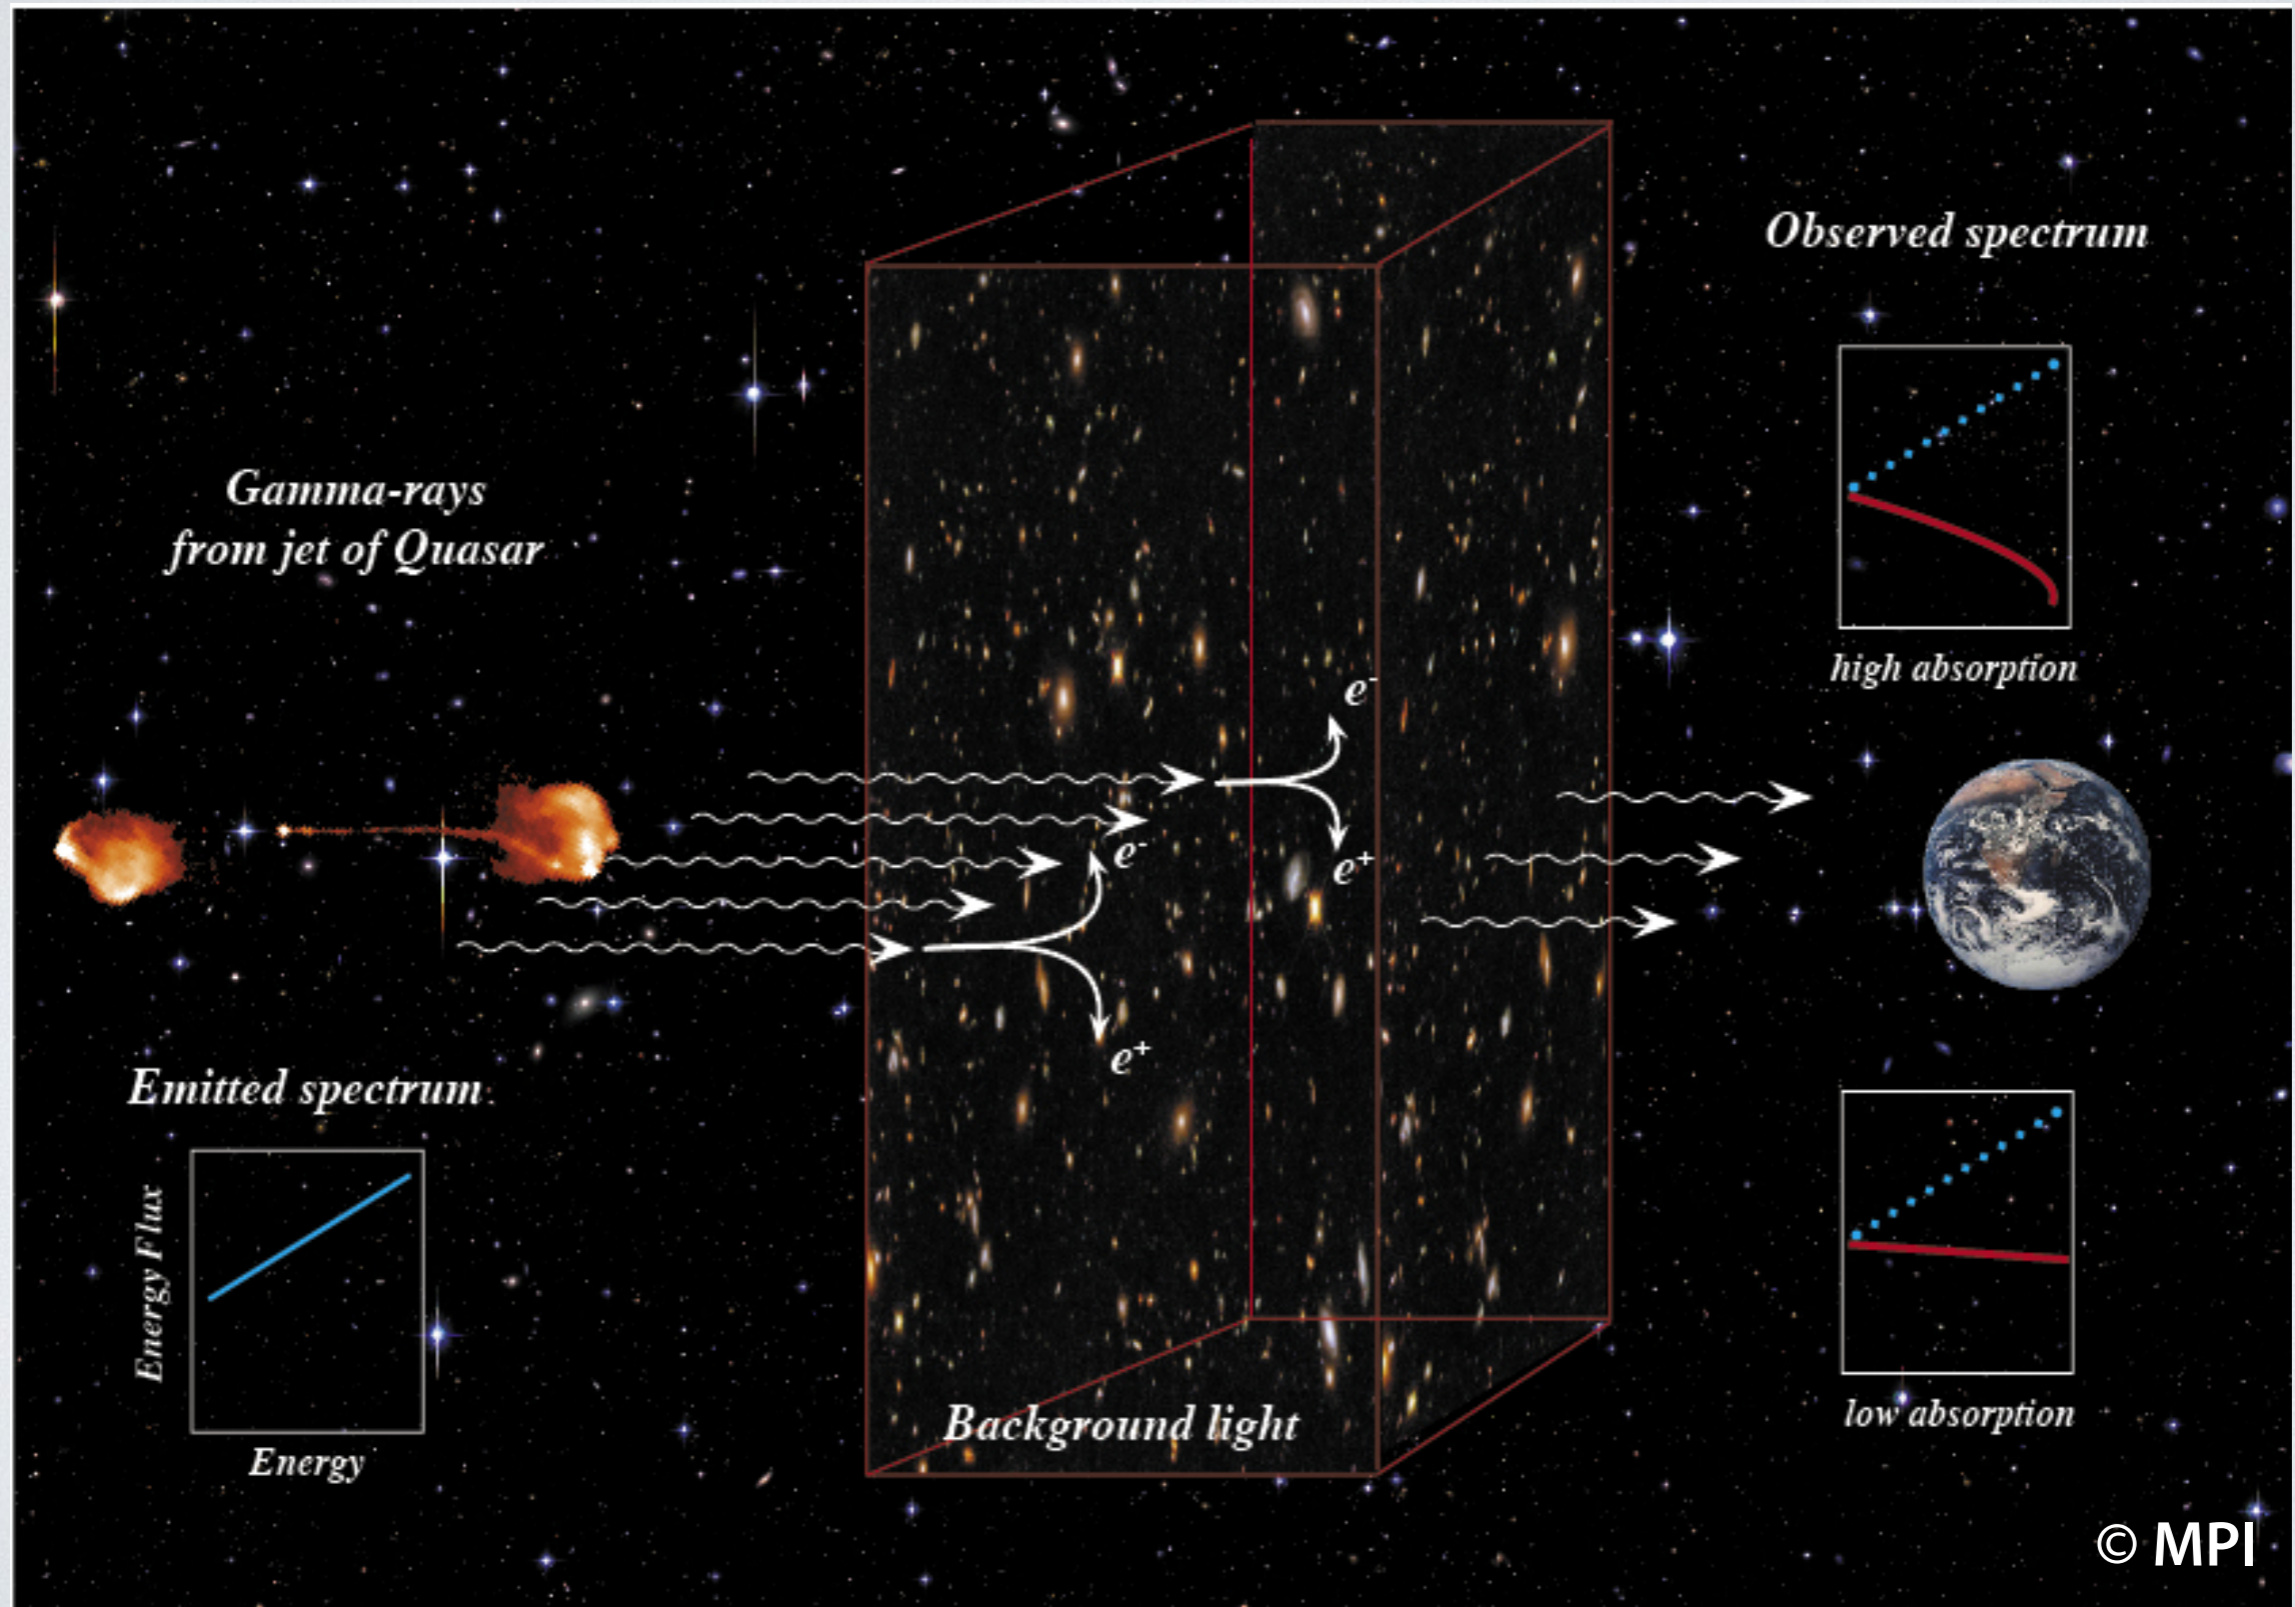 Observed spectrum
Gamma-rays
from jet of Quasar
high absorption
e-
e-
e+
e+
Emitted spectrum
Energy Flux
Energy
Background light
low absorption
© MPI